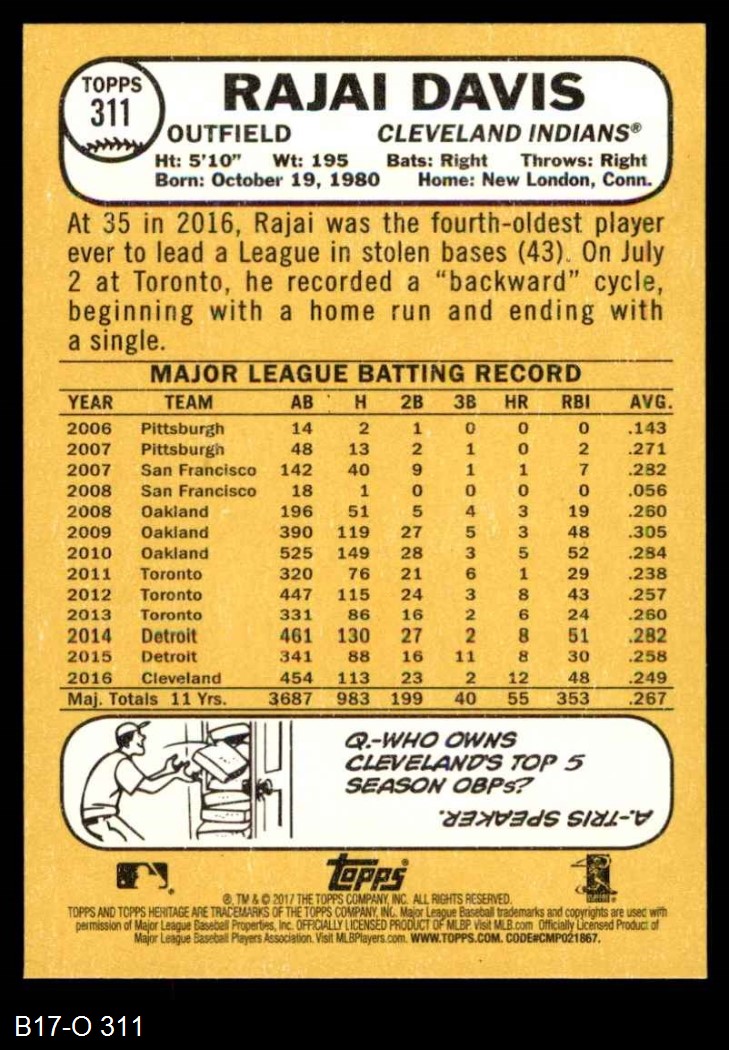 TOPPS
311
RAJAI DAVIS
OUTFIELD CLEVELAND INDIANS®
Ht: 5'10" Wt: 195 Bats: Right Throws: Right
Born: October 19, 1980 Home: New London, Conn.
At 35 in 2016, Rajai was the fourth-oldest player
ever to lead a League in stolen bases (43). On July
2 at Toronto, he recorded a "backward" cycle,
beginning with a home run and ending with
a single.
MAJOR LEAGUE BATTING RECORD
YEAR TEAM AB H 2B 3B HR RBI AVG.
2006 Pittsburgh 14 2 1 0 0 0 .143
2007 Pittsburgh 48 13 2 1 0 2 .271
2007 San Francisco 142 40 9 1 1 7 .282
2008 San Francisco 18 1 0 0 0 0 .056
2008 Oakland 196 51 5 4 3 19 .260
2009 Oakland 390 119 27 5 3 48 .305
2010 Oakland 525 149 28 3 5 52 .284
2011 Toronto 320 76 21 6 1 29 .238
2012 Toronto 447 115 24 3 8 43 .257
2013 Toronto 331 86 16 2 6 24 .260
2014 Detroit 461 130 27 2 8 51 .282
2015 Detroit 341 88 16 11 8 30 .258
2016 Cleveland 454 113 23 2 12 48 .249
Maj. Totals 11 Yrs. 3687 983 199 40 55 353 .267
Q.-WHO OWNS
CLEVELAND'S TOP 5
SEASON OBPs?
A.-TRIS SPEAKER.
Topps
®, TM & © 2017 THE TOPPS COMPANY, INC. ALL RIGHTS RESERVED.
TOPPS AND TOPPS HERITAGE ARE TRADEMARKS OF THE TOPPS COMPANY, INC. Major League Baseball trademarks and copyrights are used with
permission of Major League Baseball Properties, Inc. OFFICIALLY LICENSED PRODUCT OF MLBP. Visit MLB.com Officially Licensed Product of
Major League Baseball Players Association. Visit MLBPlayers.com. WWW.TOPPS.COM. CODE#CMP021867.
B17-O 311